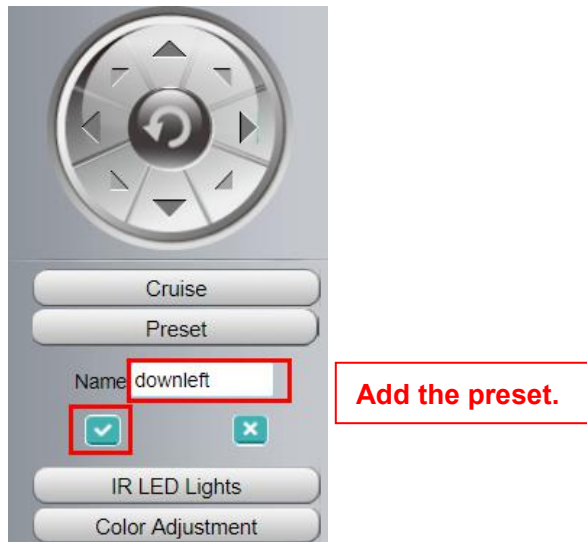 Cruise
Preset
Name downleft
Add the preset.
IR LED Lights
Color Adjustment